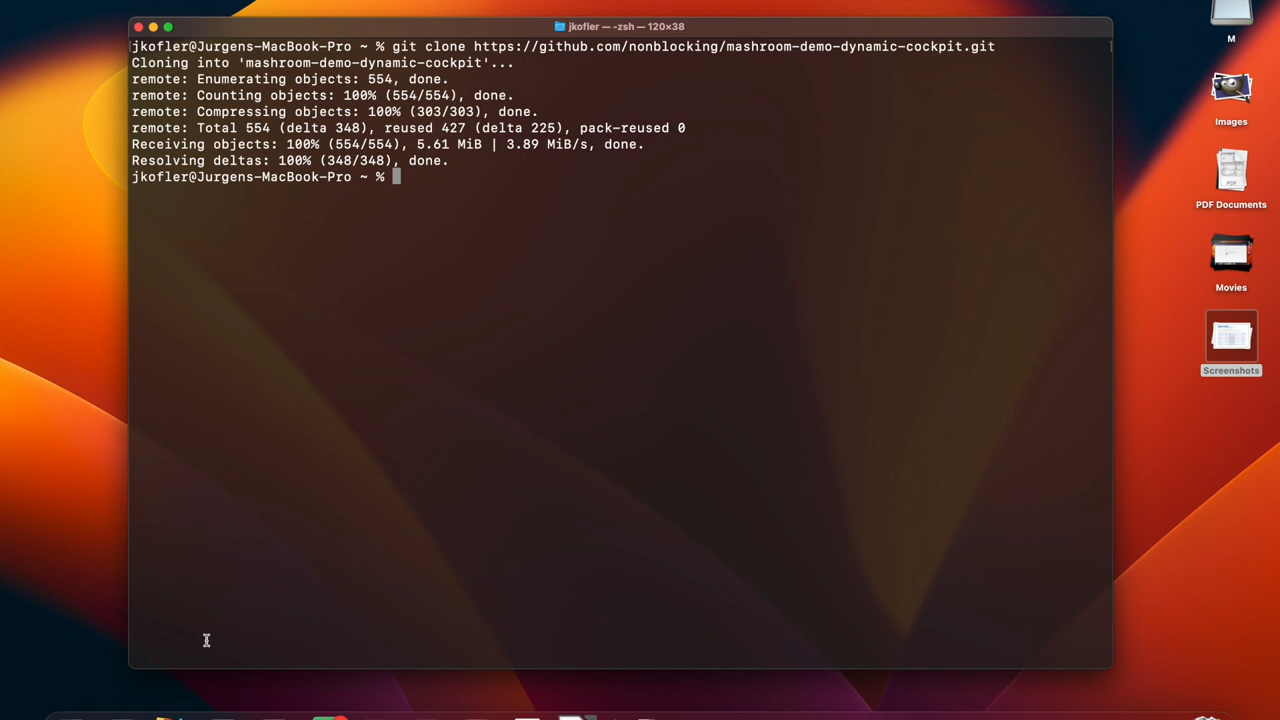 jkofler — -zsh — 120×38
jkofler@Jurgens-MacBook-Pro ~ % git clone https://github.com/nonblocking/mashroom-demo-dynamic-cockpit.git
Cloning into 'mashroom-demo-dynamic-cockpit'...
remote: Enumerating objects: 554, done.
remote: Counting objects: 100% (554/554), done.
remote: Compressing objects: 100% (303/303), done.
remote: Total 554 (delta 348), reused 427 (delta 225), pack-reused 0
Receiving objects: 100% (554/554), 5.61 MiB | 3.89 MiB/s, done.
Resolving deltas: 100% (348/348), done.
jkofler@Jurgens-MacBook-Pro ~ %
M
Images
PDF
PDF Documents
Movies
Screenshots